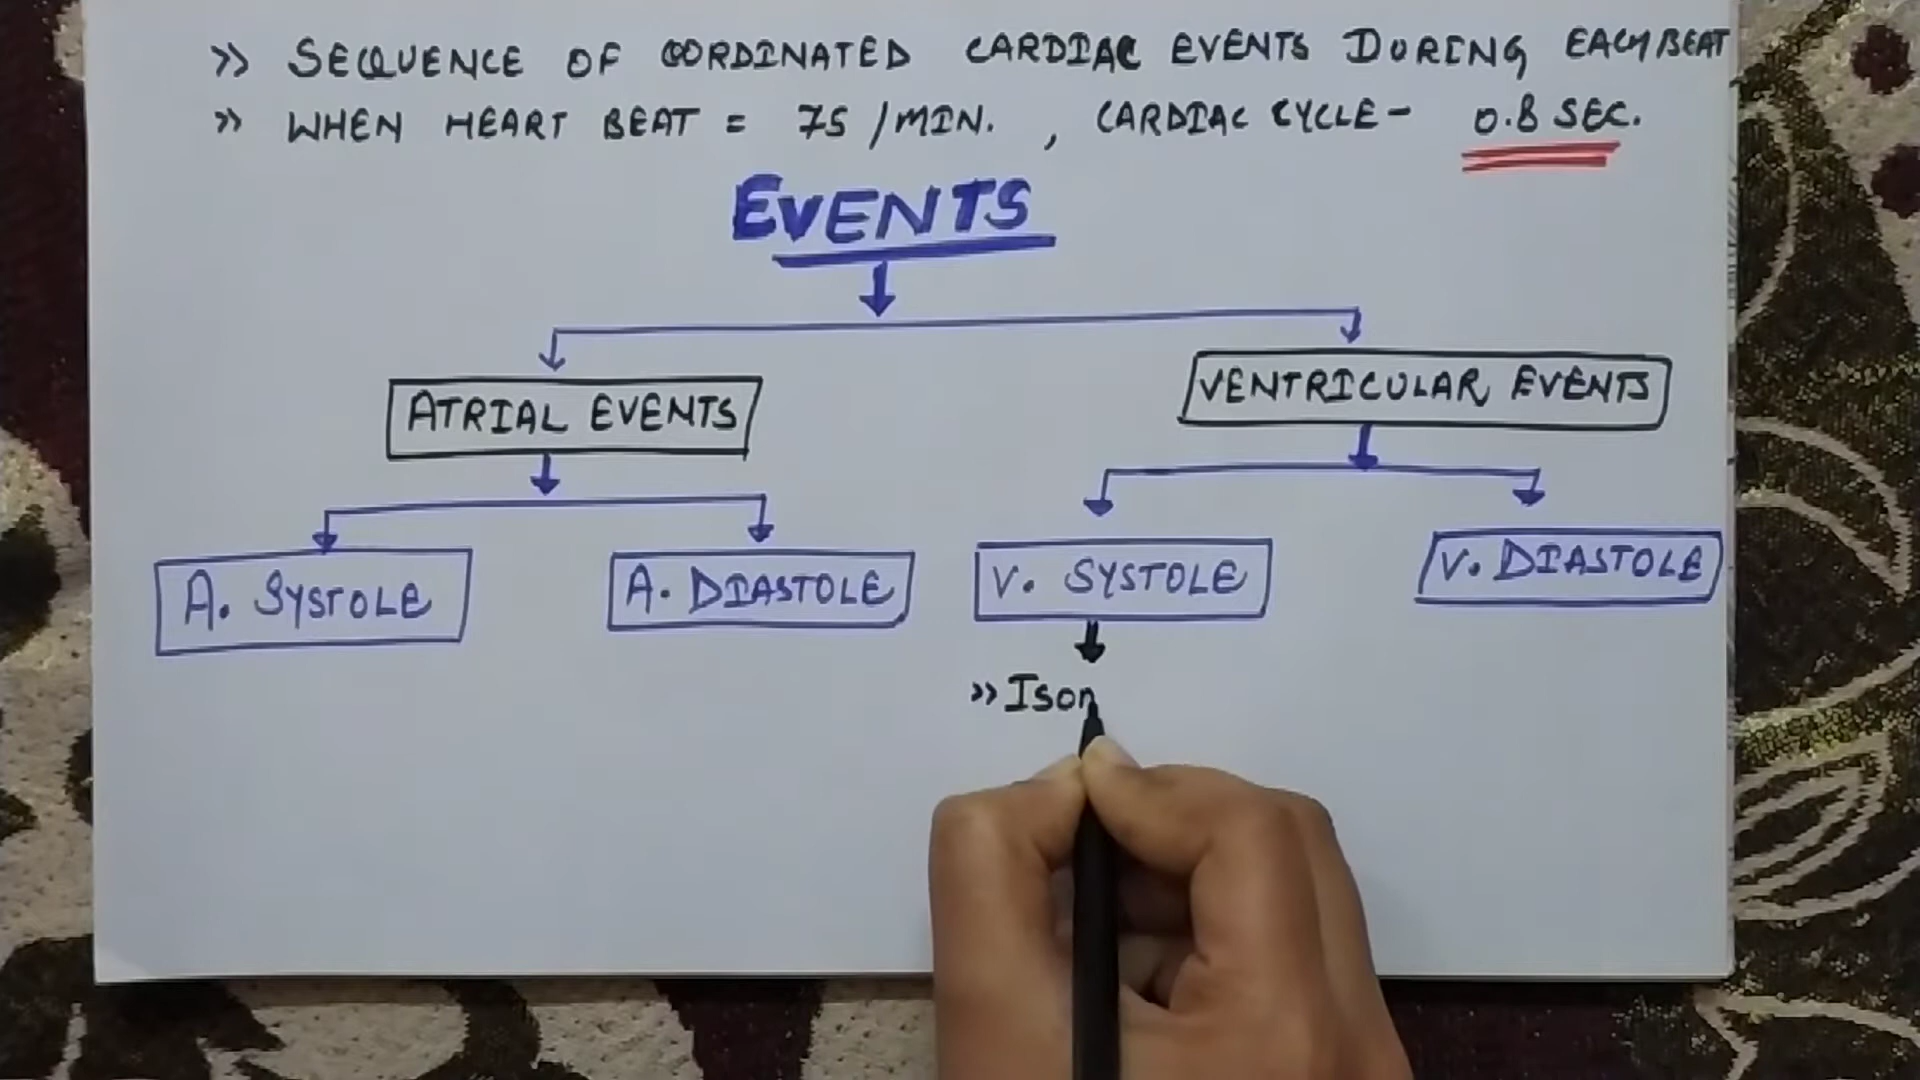 >> SEQUENCE OF COORDINATED CARDIAC EVENTS DURING EACH BEAT
>> WHEN HEART BEAT = 75 /MIN. , CARDIAC CYCLE - 0.8 SEC.
EVENTS
ATRIAL EVENTS
VENTRICULAR EVENTS
A. SYSTOLE
A. DIASTOLE
V. SYSTOLE
V. DIASTOLE
>> Ison